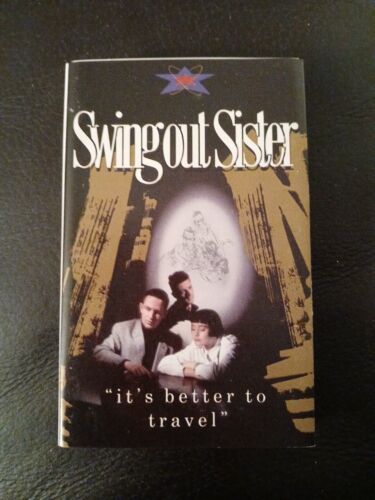 Swing out Sister
"it's better to
travel"